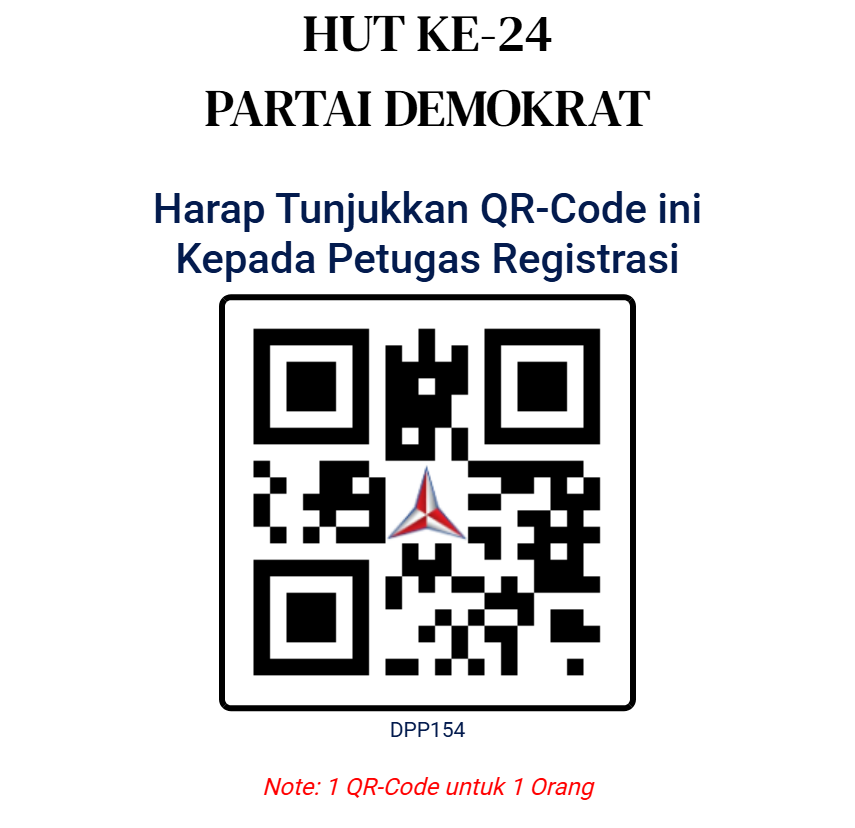 HUT KE-24
PARTAI DEMOKRAT
Harap Tunjukkan QR-Code ini
Kepada Petugas Registrasi
DPP154
Note: 1 QR-Code untuk 1 Orang